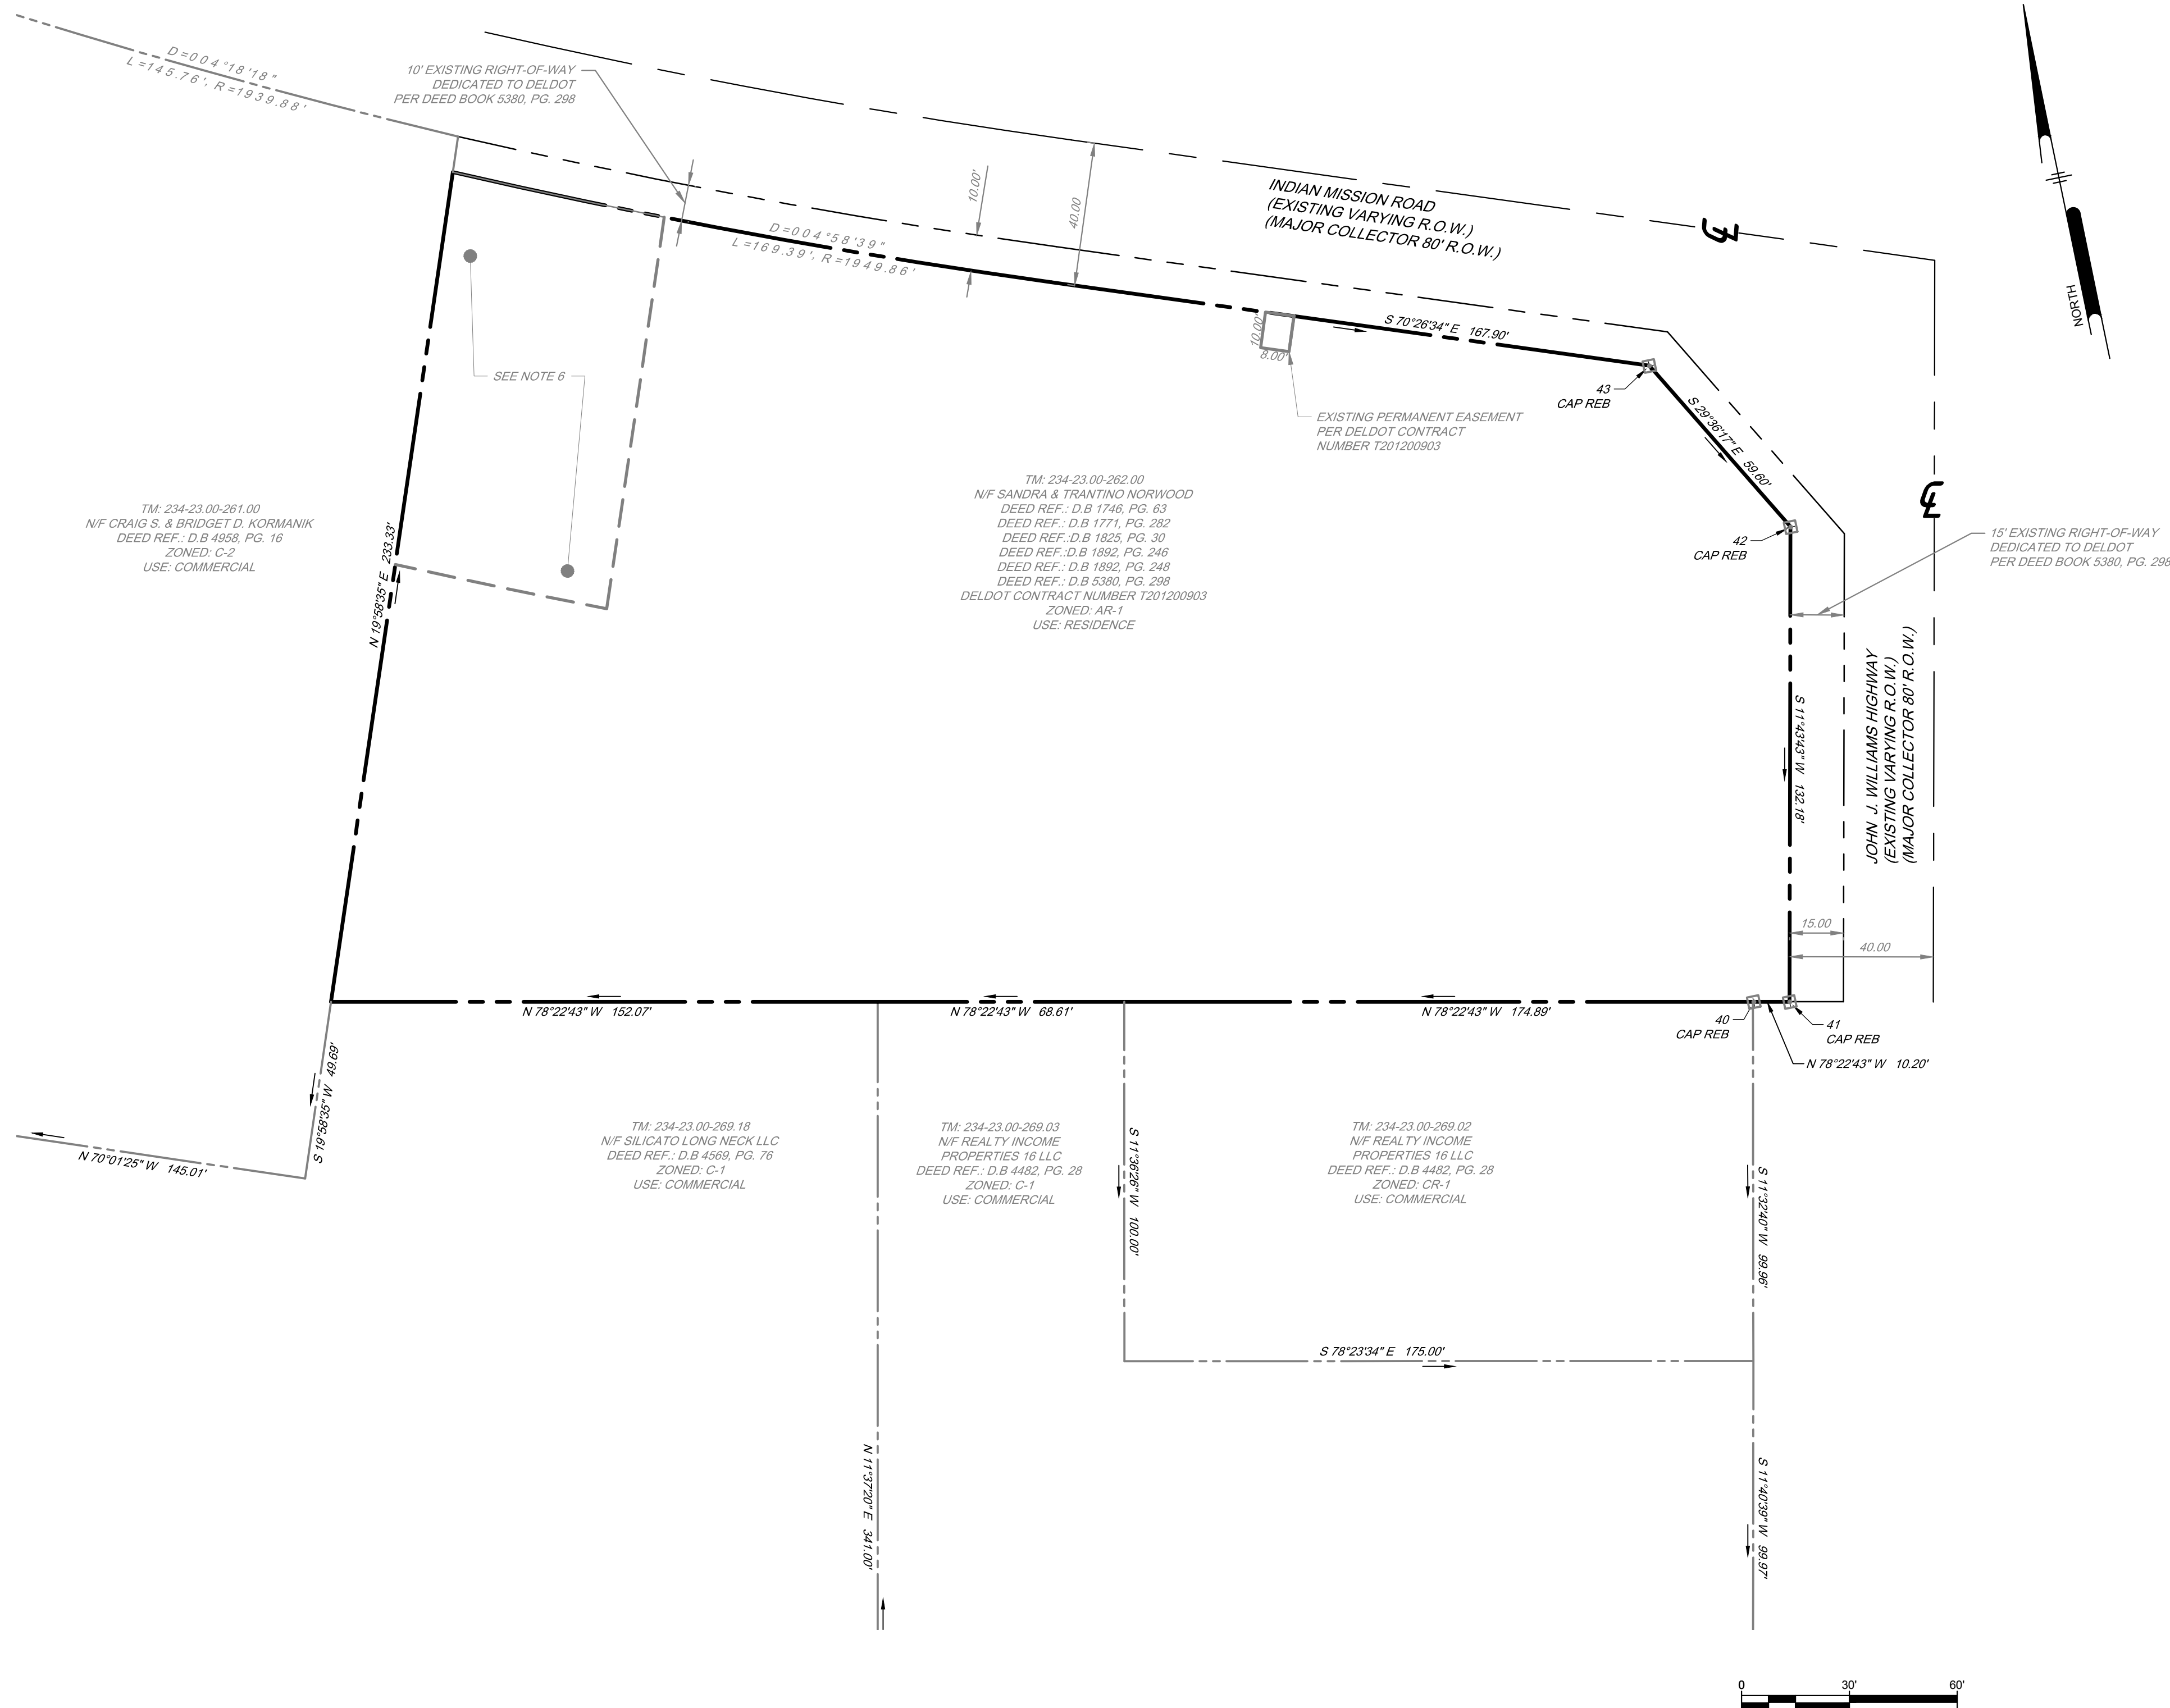 D=004°18'18"
L=145.76', R=1939.88'
10' EXISTING RIGHT-OF-WAY
DEDICATED TO DELDOT
PER DEED BOOK 5380, PG. 298
10.00'
40.00
INDIAN MISSION ROAD
(EXISTING VARYING R.O.W.)
(MAJOR COLLECTOR 80' R.O.W.)
NORTH
D=004°58'39"
L=169.39', R=1949.86'
S 70°26'34" E 167.90'
10.00'
8.00'
SEE NOTE 6
43
CAP REB
S 29°36'17" E 59.60'
EXISTING PERMANENT EASEMENT
PER DELDOT CONTRACT
NUMBER T201200903
TM: 234-23.00-261.00
N/F CRAIG S. & BRIDGET D. KORMANIK
DEED REF.: D.B 4958, PG. 16
ZONED: C-2
USE: COMMERCIAL
N 19°58'35" E 233.33'
TM: 234-23.00-262.00
N/F SANDRA & TRANTINO NORWOOD
DEED REF.: D.B 1746, PG. 63
DEED REF.: D.B 1771, PG. 282
DEED REF.:D.B 1825, PG. 30
DEED REF.:D.B 1892, PG. 246
DEED REF.: D.B 1892, PG. 248
DEED REF.: D.B 5380, PG. 298
DELDOT CONTRACT NUMBER T201200903
ZONED: AR-1
USE: RESIDENCE
42
CAP REB
15' EXISTING RIGHT-OF-WAY
DEDICATED TO DELDOT
PER DEED BOOK 5380, PG. 298
S 11°43'43" W 132.18'
JOHN J. WILLIAMS HIGHWAY
(EXISTING VARYING R.O.W.)
(MAJOR COLLECTOR 80' R.O.W.)
15.00
40.00
N 78°22'43" W 152.07'
N 78°22'43" W 68.61'
N 78°22'43" W 174.89'
40
CAP REB
41
CAP REB
N 78°22'43" W 10.20'
S 19°58'35" W 49.69'
N 70°01'25" W 145.01'
TM: 234-23.00-269.18
N/F SILICATO LONG NECK LLC
DEED REF.: D.B 4569, PG. 76
ZONED: C-1
USE: COMMERCIAL
TM: 234-23.00-269.03
N/F REALTY INCOME
PROPERTIES 16 LLC
DEED REF.: D.B 4482, PG. 28
ZONED: C-1
USE: COMMERCIAL
S 11°36'26" W 100.00'
TM: 234-23.00-269.02
N/F REALTY INCOME
PROPERTIES 16 LLC
DEED REF.: D.B 4482, PG. 28
ZONED: CR-1
USE: COMMERCIAL
S 11°32'40" W 99.96'
S 78°23'34" E 175.00'
N 11°37'20" E 341.00'
S 11°40'39" W 99.97'
0 30' 60'